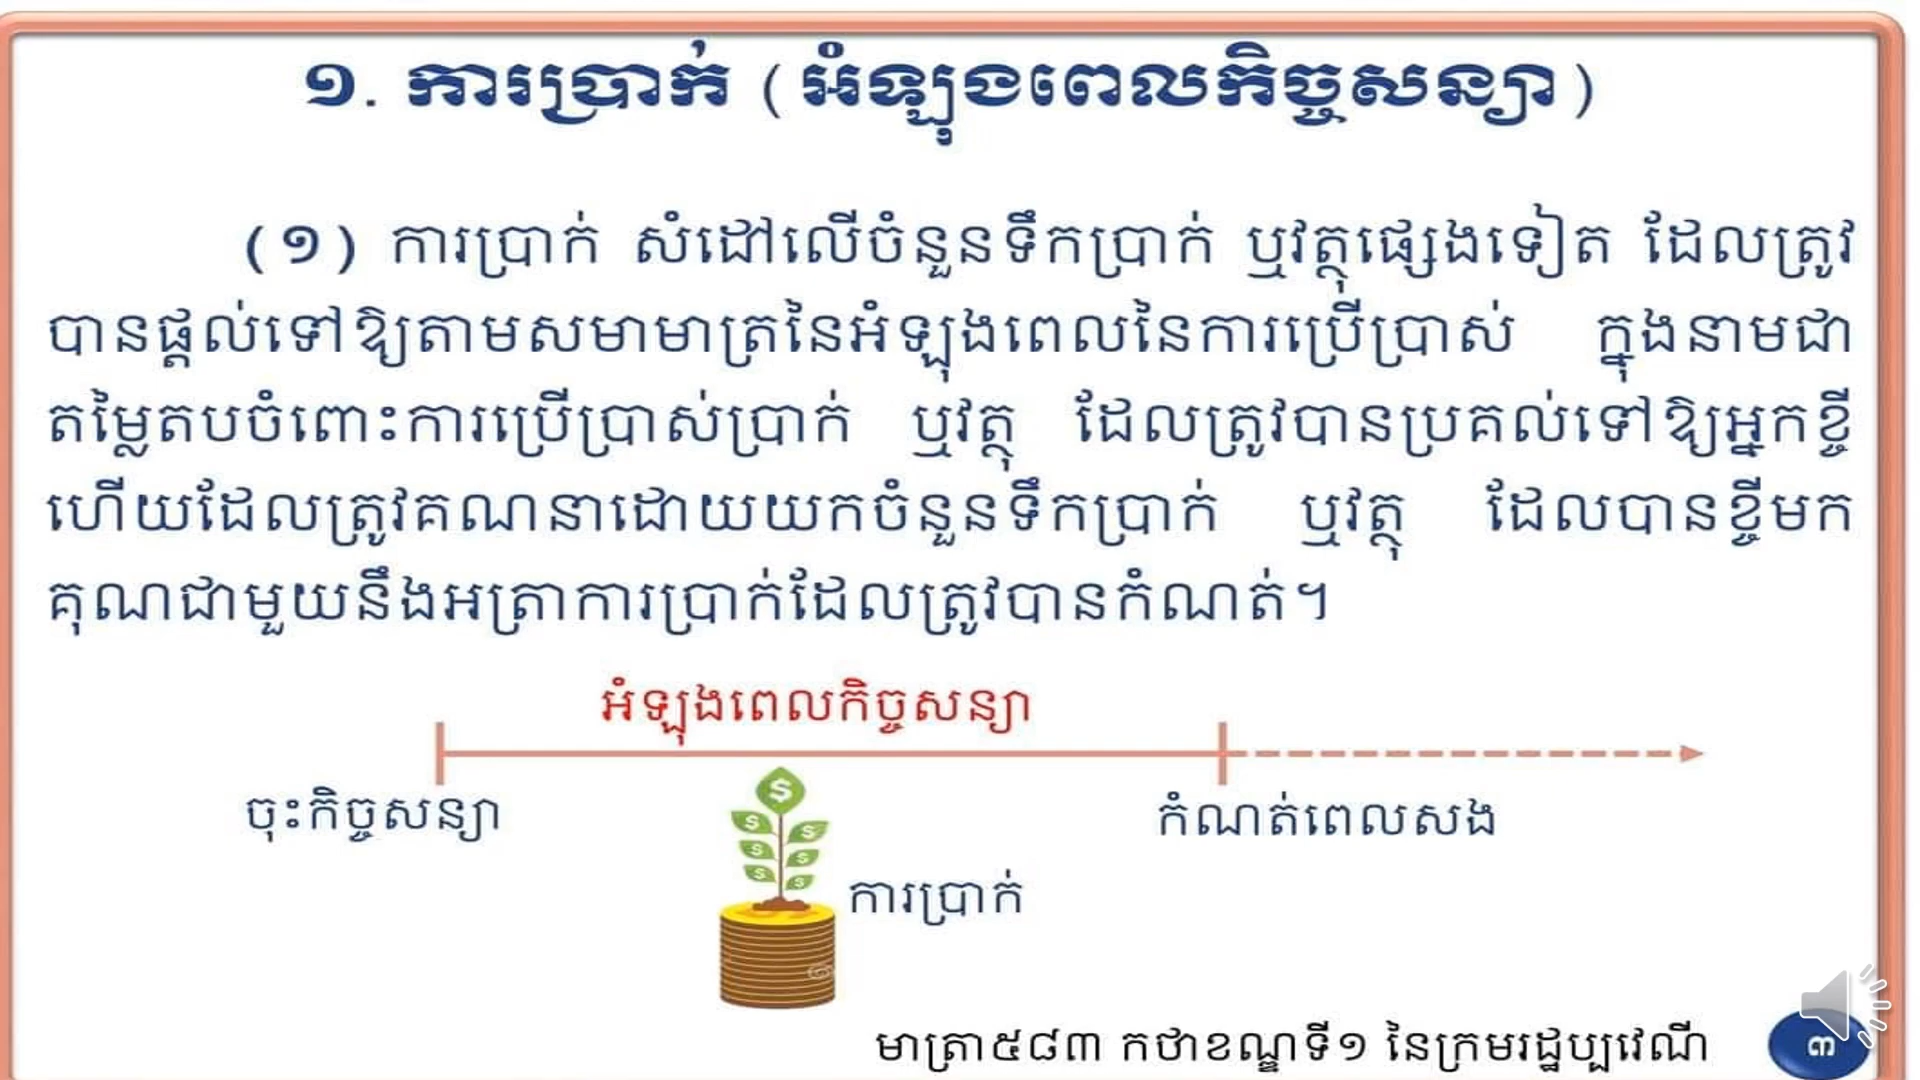 ១. ការប្រាក់ (អំឡុងពេលកិច្ចសន្យា)
(១) ការប្រាក់ សំដៅលើចំនួនទឹកប្រាក់ ឬវត្ថុផ្សេងទៀត ដែលត្រូវ
បានផ្តល់ទៅឱ្យតាមសមាមាត្រនៃអំឡុងពេលនៃការប្រើប្រាស់ ក្នុងនាមជា
តម្លៃតបចំពោះការប្រើប្រាស់ប្រាក់ ឬវត្ថុ ដែលត្រូវបានប្រគល់ទៅឱ្យអ្នកខ្ចី
ហើយដែលត្រូវគណនាដោយយកចំនួនទឹកប្រាក់ ឬវត្ថុ ដែលបានខ្ចីមក
គុណជាមួយនឹងអត្រាការប្រាក់ដែលត្រូវបានកំណត់។
អំឡុងពេលកិច្ចសន្យា
ចុះកិច្ចសន្យា
កំណត់ពេលសង
ការប្រាក់
មាត្រា៥៨៣ កថាខណ្ឌទី១ នៃក្រមរដ្ឋប្បវេណី
៣